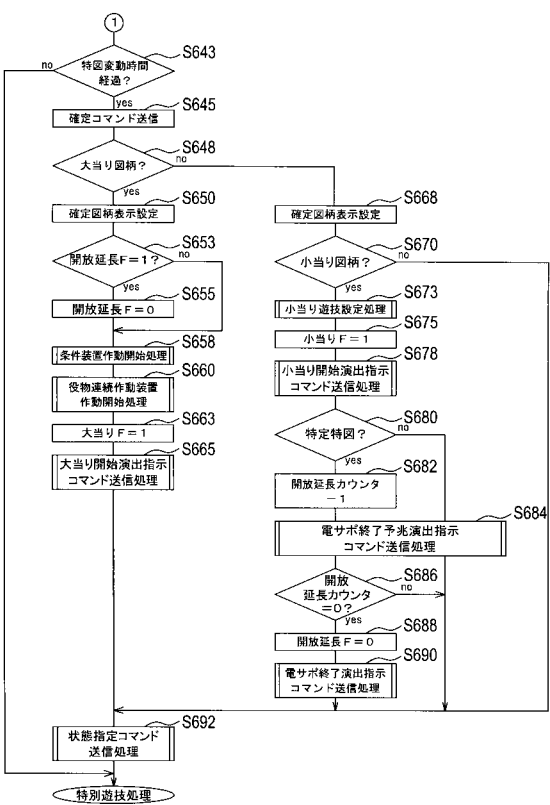 1
S643
特図変動時間
経過？
no
yes
S645
確定コマンド送信
S648
大当り図柄？
no
yes
S650
確定図柄表示設定
S653
開放延長F＝1？
no
yes
S655
開放延長F＝0
S658
条件装置作動開始処理
S660
役物連続作動装置
作動開始処理
S663
大当りF＝1
S665
大当り開始演出指示
コマンド送信処理
S668
確定図柄表示設定
S670
小当り図柄？
no
yes
S673
小当り遊技設定処理
S675
小当りF＝1
S678
小当り開始演出指示
コマンド送信処理
S680
特定特図？
no
yes
S682
開放延長カウンタ
－1
S684
電サポ終了予兆演出指示
コマンド送信処理
S686
開放
延長カウンタ
＝0？
no
yes
S688
開放延長F＝0
S690
電サポ終了演出指示
コマンド送信処理
S692
状態指定コマンド
送信処理
特別遊技処理